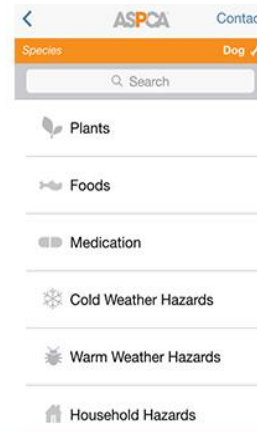 ASPCA Contac
Species Dog
Search
Plants
Foods
Medication
Cold Weather Hazards
Warm Weather Hazards
Household Hazards